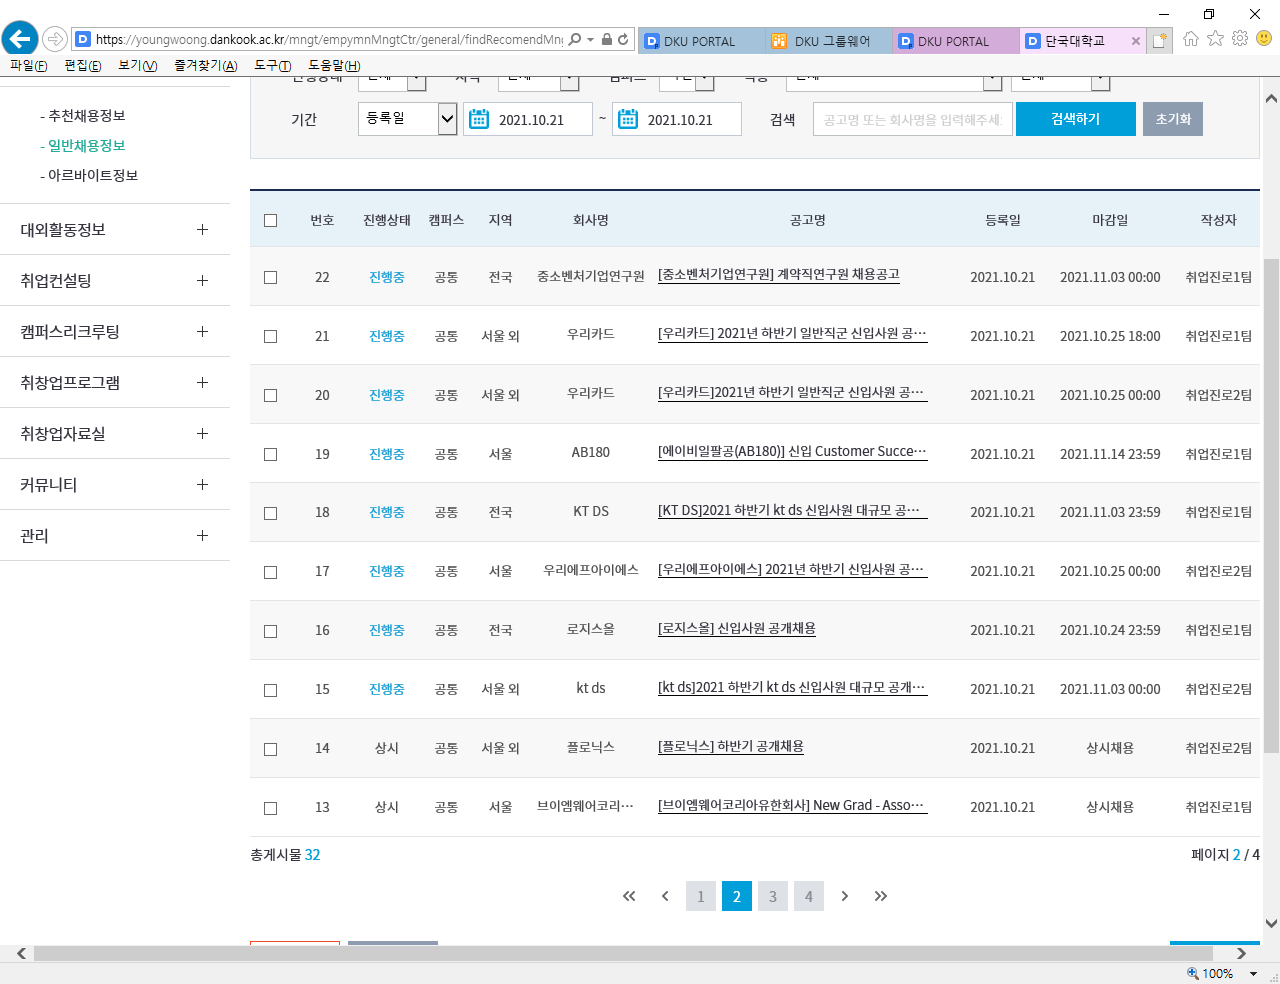 https://youngwoong.dankook.ac.kr/mngt/empymnMngtCtr/general/findRecomendMng
DKU PORTAL
DKU 그룹웨어
DKU PORTAL
단국대학교
파일(F) 편집(E) 보기(V) 즐겨찾기(A) 도구(T) 도움말(H)
- 추천채용정보
- 일반채용정보
- 아르바이트정보
대외활동정보
취업컨설팅
캠퍼스리크루팅
취창업프로그램
취창업자료실
커뮤니티
관리
기간 등록일 2021.10.21 ~ 2021.10.21 검색 공고명 또는 회사명을 입력해주세: 검색하기 초기화
번호 진행상태 캠퍼스 지역 회사명 공고명 등록일 마감일 작성자
22 진행중 공통 전국 중소벤처기업연구원 [중소벤처기업연구원] 계약직연구원 채용공고 2021.10.21 2021.11.03 00:00 취업진로1팀
21 진행중 공통 서울 외 우리카드 [우리카드] 2021년 하반기 일반직군 신입사원 공… 2021.10.21 2021.10.25 18:00 취업진로1팀
20 진행중 공통 서울 외 우리카드 [우리카드]2021년 하반기 일반직군 신입사원 공… 2021.10.21 2021.10.25 00:00 취업진로2팀
19 진행중 공통 서울 AB180 [에이비일팔공(AB180)] 신입 Customer Succe… 2021.10.21 2021.11.14 23:59 취업진로1팀
18 진행중 공통 전국 KT DS [KT DS]2021 하반기 kt ds 신입사원 대규모 공… 2021.10.21 2021.11.03 23:59 취업진로1팀
17 진행중 공통 서울 우리에프아이에스 [우리에프아이에스] 2021년 하반기 신입사원 공… 2021.10.21 2021.10.25 00:00 취업진로2팀
16 진행중 공통 전국 로지스올 [로지스올] 신입사원 공개채용 2021.10.21 2021.10.24 23:59 취업진로1팀
15 진행중 공통 서울 외 kt ds [kt ds]2021 하반기 kt ds 신입사원 대규모 공개… 2021.10.21 2021.11.03 00:00 취업진로2팀
14 상시 공통 서울 외 플로닉스 [플로닉스] 하반기 공개채용 2021.10.21 상시채용 취업진로2팀
13 상시 공통 서울 브이엠웨어코리… [브이엠웨어코리아유한회사] New Grad - Asso… 2021.10.21 상시채용 취업진로1팀
총게시물 32
페이지 2 / 4
1 2 3 4
100%